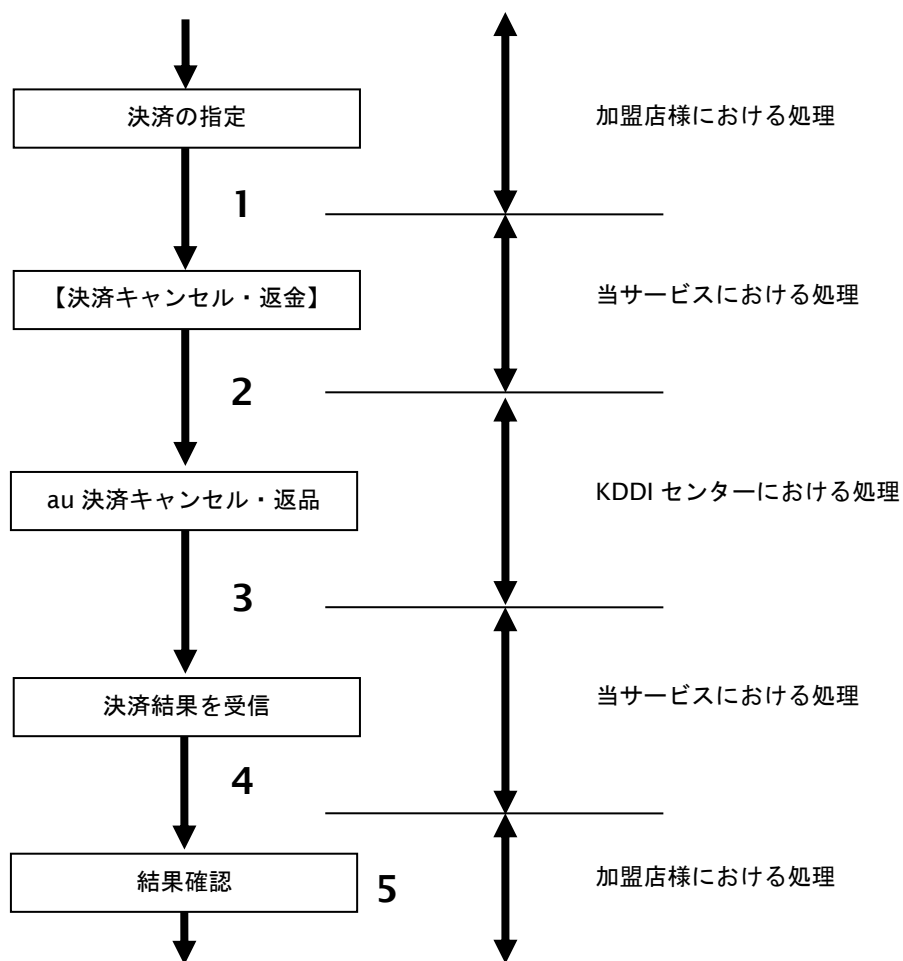 決済の指定
加盟店様における処理
1
【決済キャンセル・返金】
当サービスにおける処理
2
au 決済キャンセル・返品
KDDI センターにおける処理
3
決済結果を受信
当サービスにおける処理
4
結果確認
5
加盟店様における処理